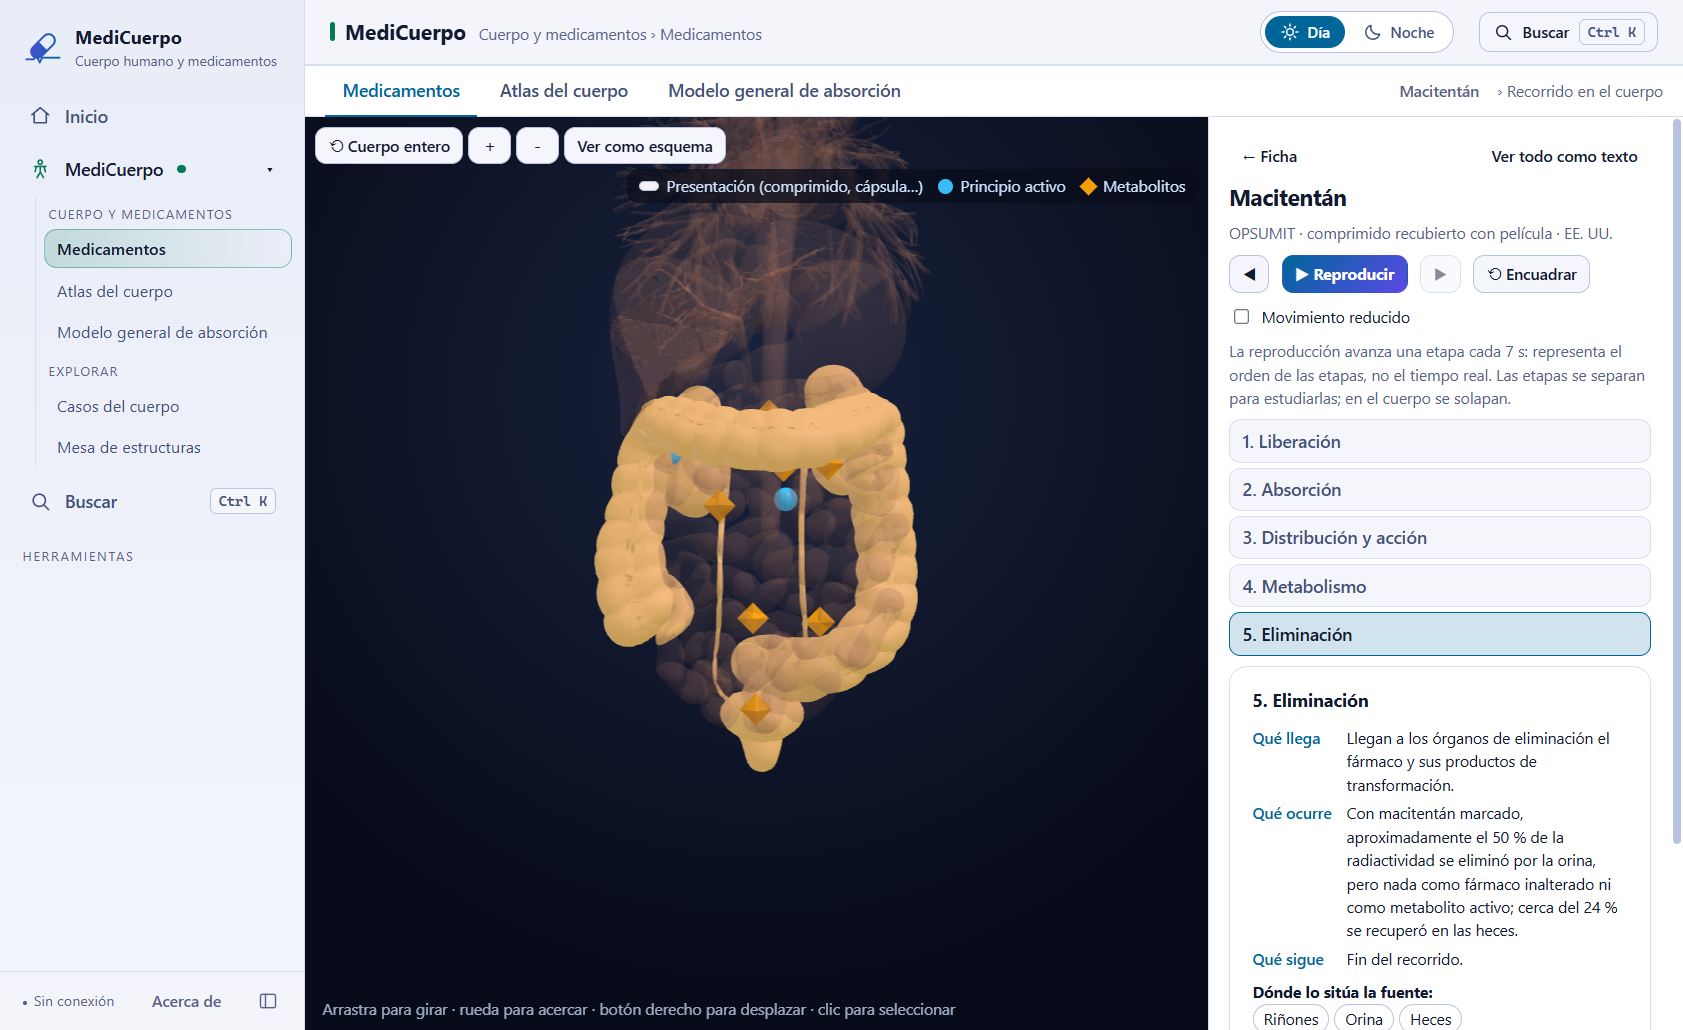 MediCuerpo
Cuerpo humano y medicamentos
Inicio
MediCuerpo
CUERPO Y MEDICAMENTOS
Medicamentos
Atlas del cuerpo
Modelo general de absorción
EXPLORAR
Casos del cuerpo
Mesa de estructuras
Buscar
Ctrl K
HERRAMIENTAS
Sin conexión
Acerca de
MediCuerpo
Cuerpo y medicamentos › Medicamentos
Día
Noche
Buscar
Ctrl K
Medicamentos
Atlas del cuerpo
Modelo general de absorción
Macitentán › Recorrido en el cuerpo
Cuerpo entero
+
-
Ver como esquema
Presentación (comprimido, cápsula...)
Principio activo
Metabolitos
Arrastra para girar · rueda para acercar · botón derecho para desplazar · clic para seleccionar
← Ficha
Ver todo como texto
Macitentán
OPSUMIT · comprimido recubierto con película · EE. UU.
Reproducir
Encuadrar
Movimiento reducido
La reproducción avanza una etapa cada 7 s: representa el
orden de las etapas, no el tiempo real. Las etapas se separan
para estudiarlas; en el cuerpo se solapan.
1. Liberación
2. Absorción
3. Distribución y acción
4. Metabolismo
5. Eliminación
5. Eliminación
Qué llega
Llegan a los órganos de eliminación el
fármaco y sus productos de
transformación.
Qué ocurre
Con macitentán marcado,
aproximadamente el 50 % de la
radiactividad se eliminó por la orina,
pero nada como fármaco inalterado ni
como metabolito activo; cerca del 24 %
se recuperó en las heces.
Qué sigue
Fin del recorrido.
Dónde lo sitúa la fuente:
Riñones
Orina
Heces